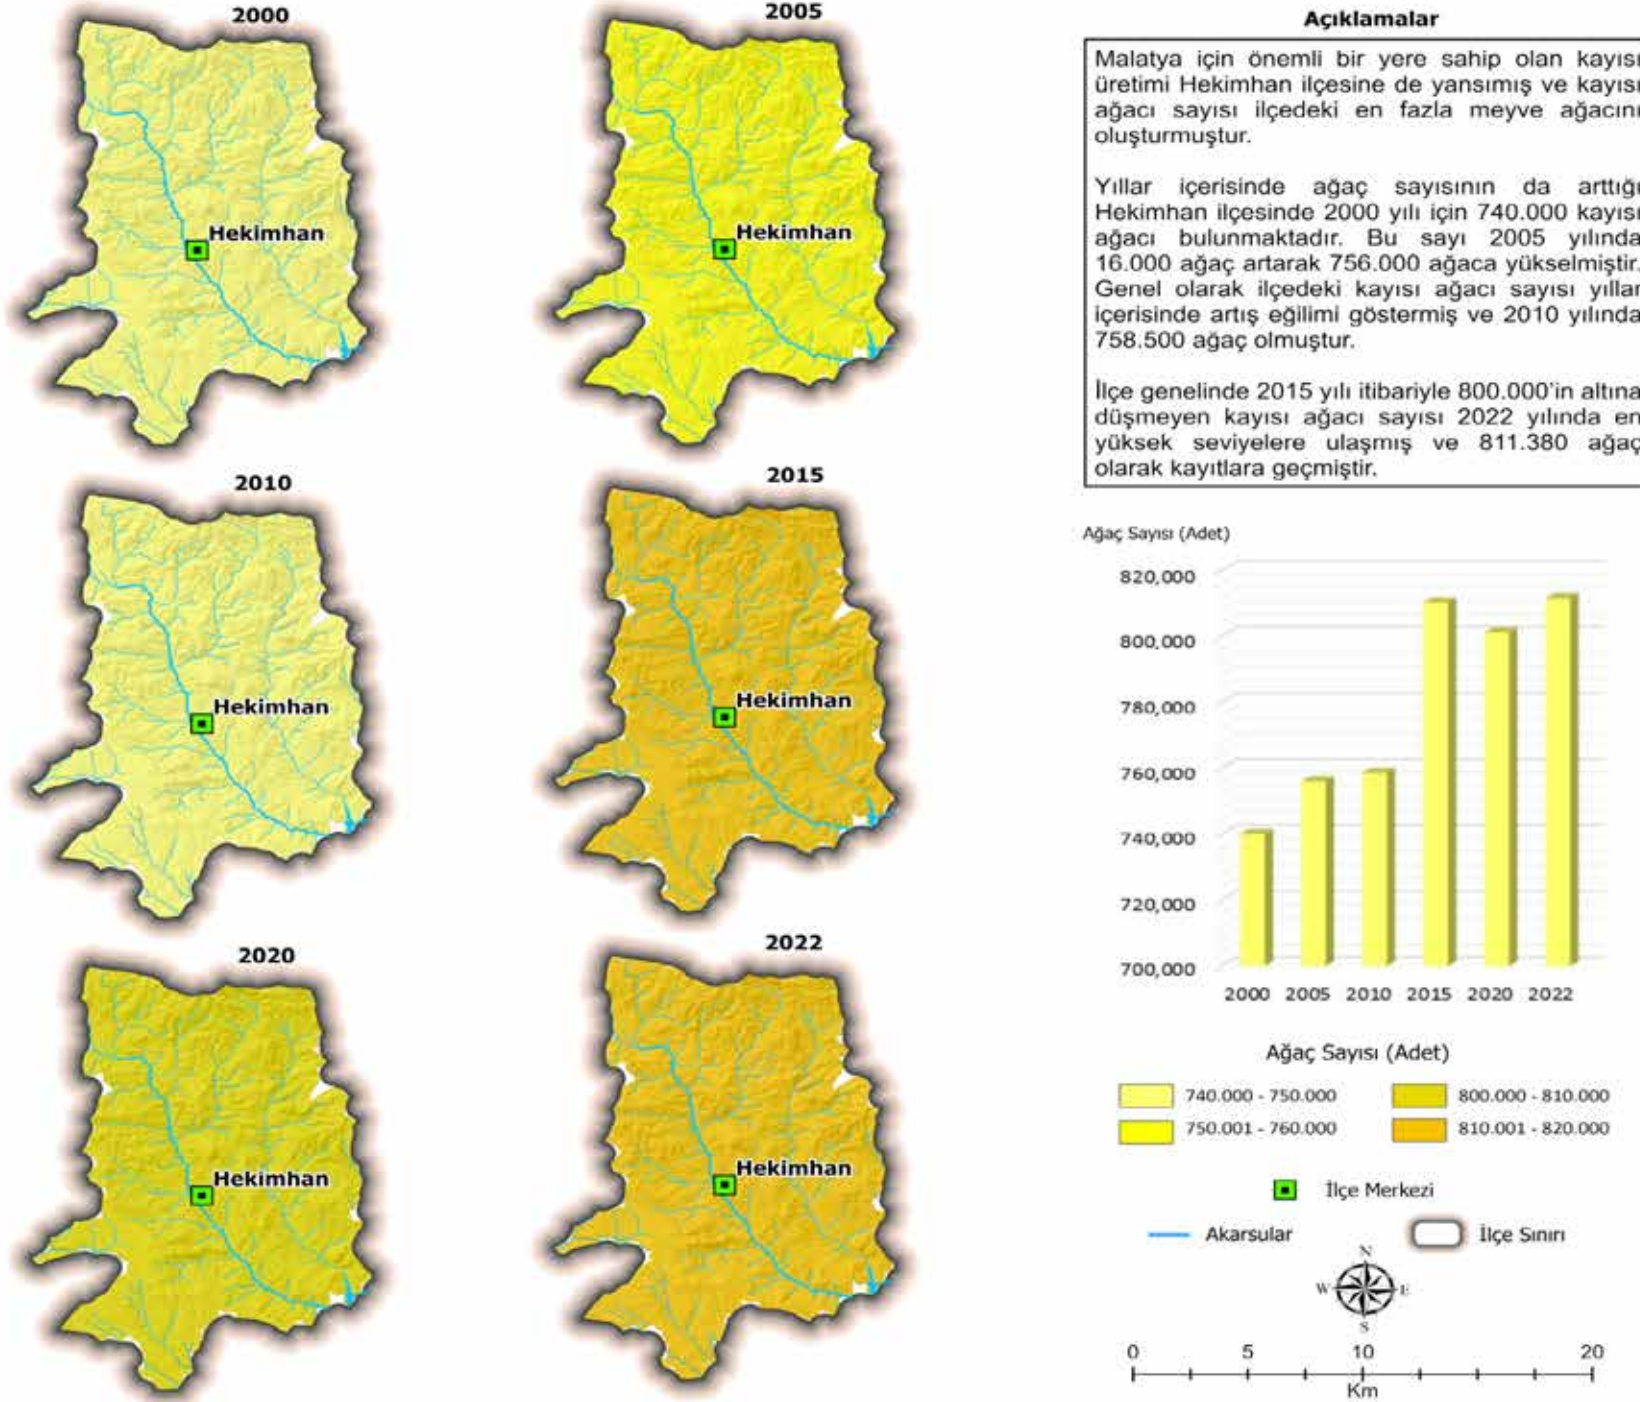 2000
2005
Hekimhan
Hekimhan
2010
2015
Hekimhan
Hekimhan
2020
2022
Hekimhan
Hekimhan
Açıklamalar
Malatya için önemli bir yere sahip olan kayısı
üretimi Hekimhan ilçesine de yansımış ve kayısı
ağacı sayısı ilçedeki en fazla meyve ağacını
oluşturmuştur.
Yıllar içerisinde ağaç sayısının da arttığı
Hekimhan ilçesinde 2000 yılı için 740.000 kayısı
ağacı bulunmaktadır. Bu sayı 2005 yılında
16.000 ağaç artarak 756.000 ağaca yükselmiştir.
Genel olarak ilçedeki kayısı ağacı sayısı yıllar
içerisinde artış eğilimi göstermiş ve 2010 yılında
758.500 ağaç olmuştur.
İlçe genelinde 2015 yılı itibariyle 800.000'in altına
düşmeyen kayısı ağacı sayısı 2022 yılında en
yüksek seviyelere ulaşmış ve 811.380 ağaç
olarak kayıtlara geçmiştir.
Ağaç Sayısı (Adet)
820,000
800,000
780,000
760,000
740,000
720,000
700,000
2000 2005 2010 2015 2020 2022
Ağaç Sayısı (Adet)
740.000 - 750.000 800.000 - 810.000
750.001 - 760.000 810.001 - 820.000
İlçe Merkezi
Akarsular İlçe Sınırı
N
W E
S
0 5 10 20
Km